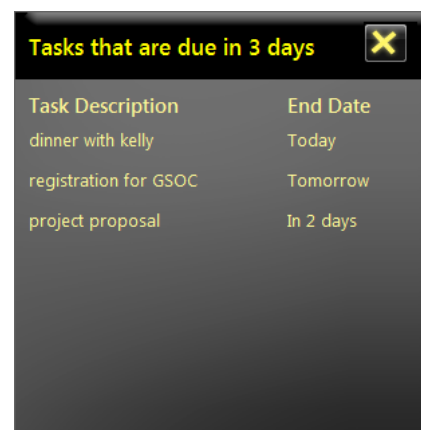 Tasks that are due in 3 days
Task Description End Date
dinner with kelly Today
registration for GSOC Tomorrow
project proposal In 2 days